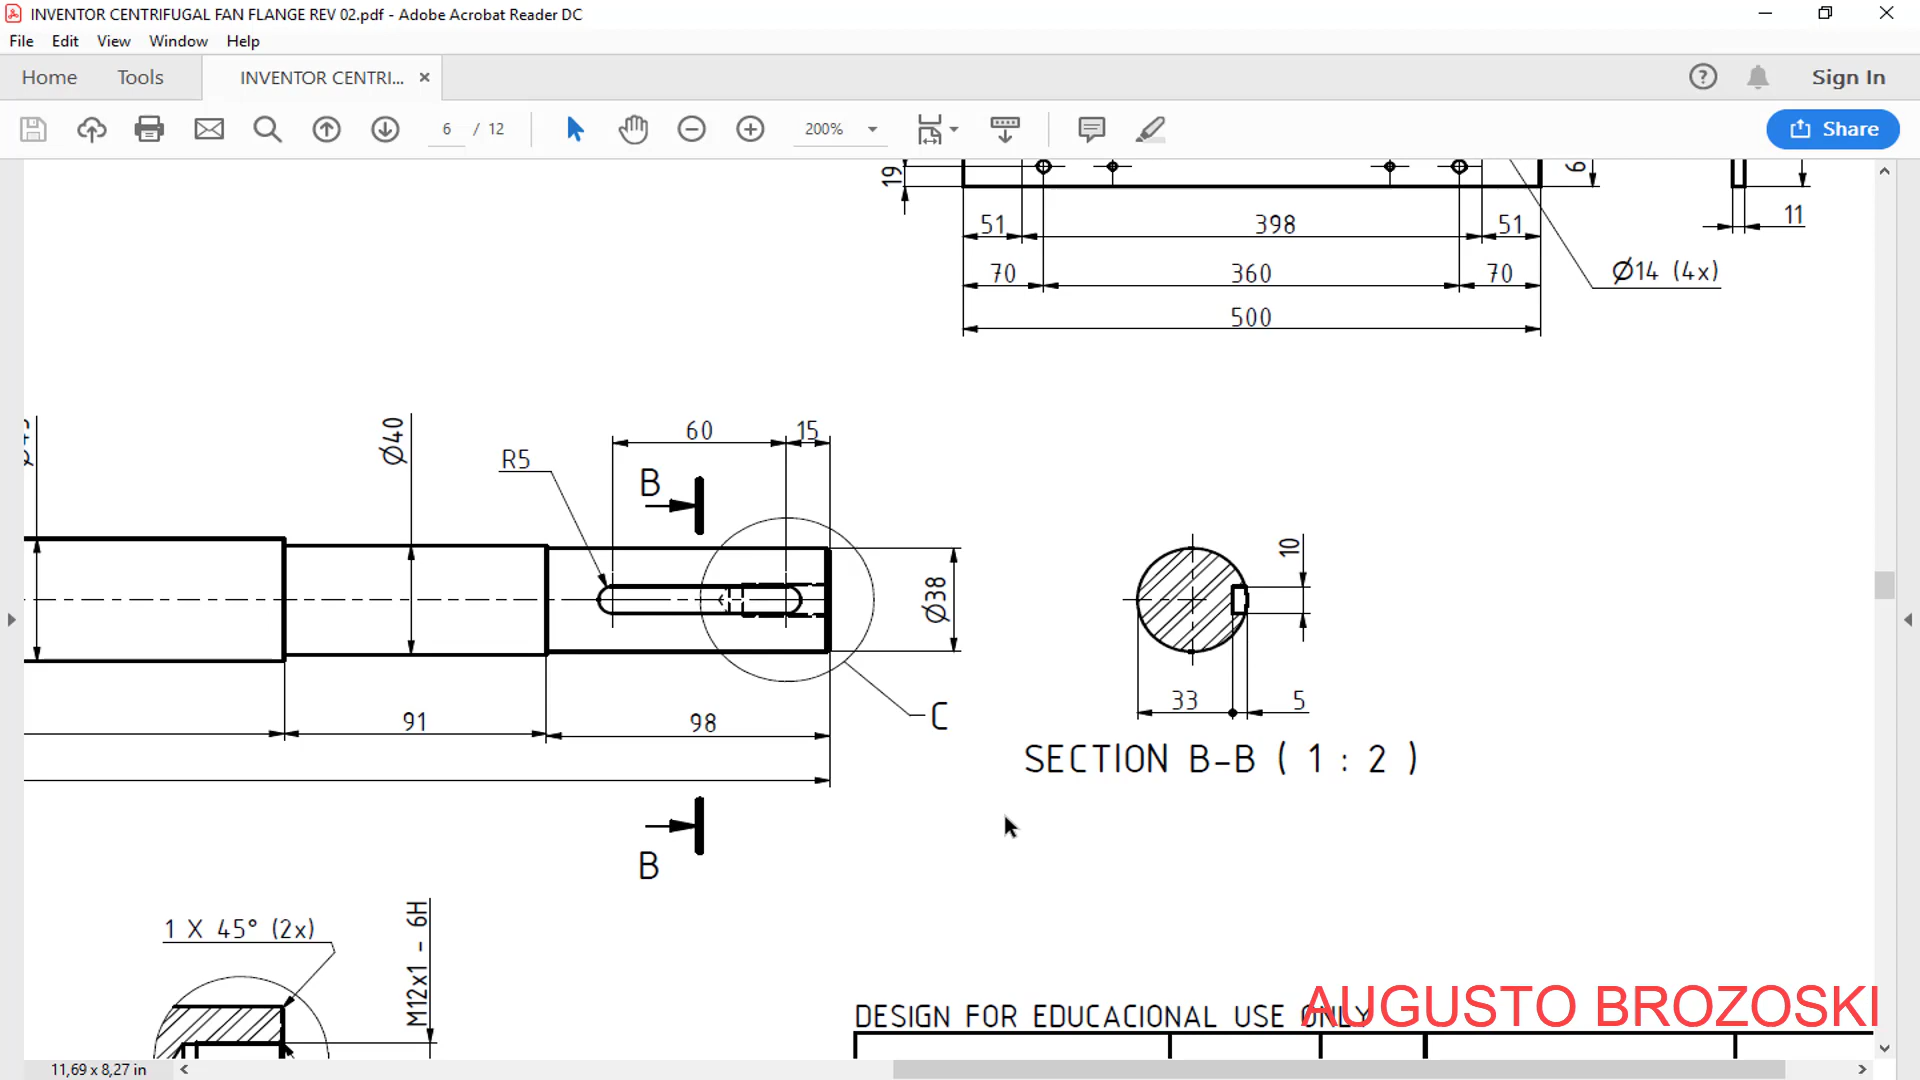 INVENTOR CENTRIFUGAL FAN FLANGE REV 02.pdf - Adobe Acrobat Reader DC
File Edit View Window Help
Home Tools INVENTOR CENTRI... Sign In
6 / 12 200% Share
19
51 398 51
11
70 360 70
Ø14 (4x)
500
60 15
Ø40
R5
B
10
Ø38
33 5
91 98 C
SECTION B-B ( 1 : 2 )
B
1 X 45° (2x)
M12x1 - 6H
DESIGN FOR EDUCACIONAL USE ONLY
AUGUSTO BROZOSKI
11,69 x 8,27 in